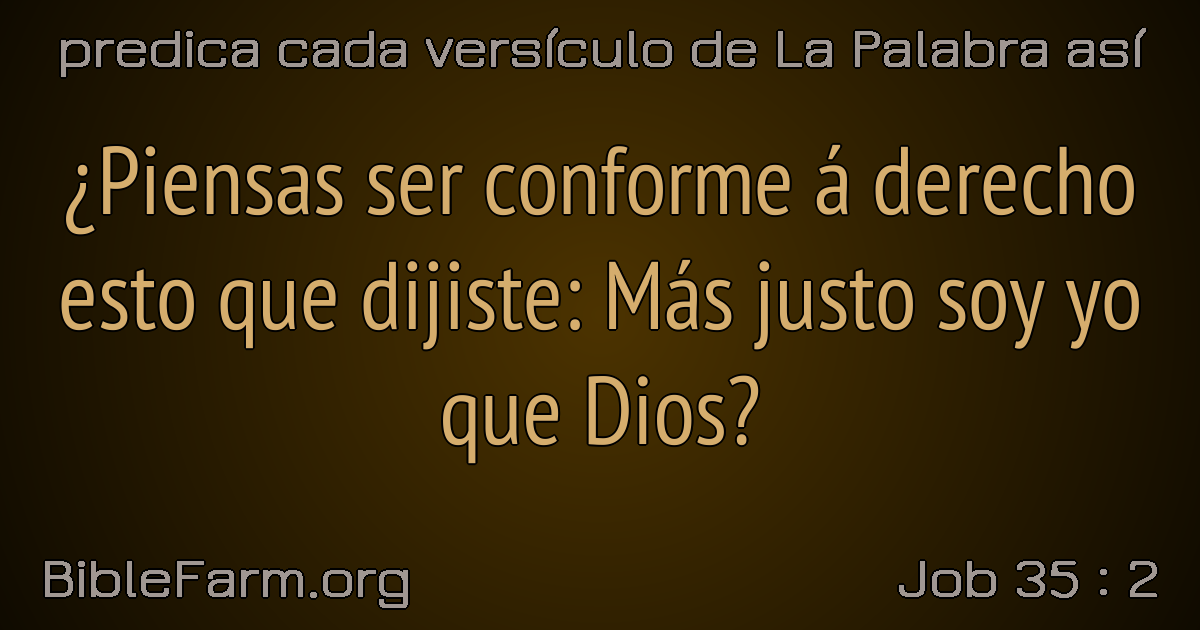 predica cada versículo de La Palabra así
¿Piensas ser conforme á derecho
esto que dijiste: Más justo soy yo
que Dios?
BibleFarm.org
Job 35 : 2